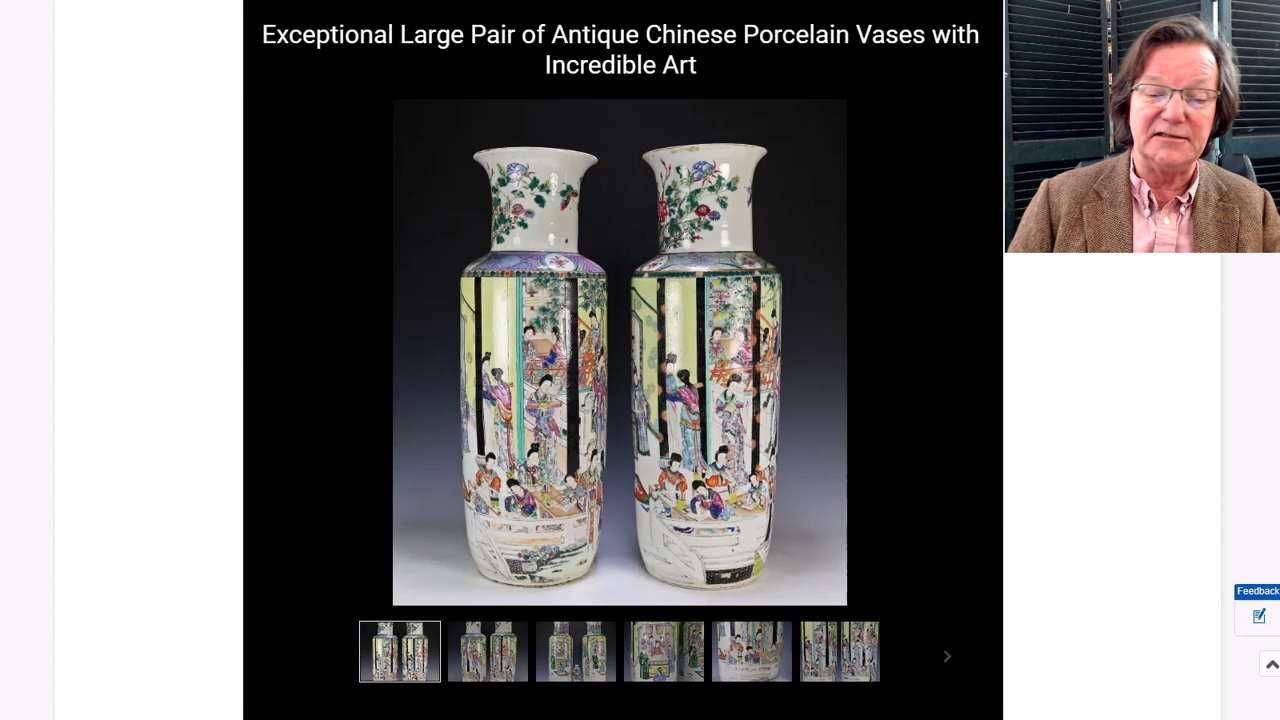 Exceptional Large Pair of Antique Chinese Porcelain Vases with
Incredible Art
Feedback